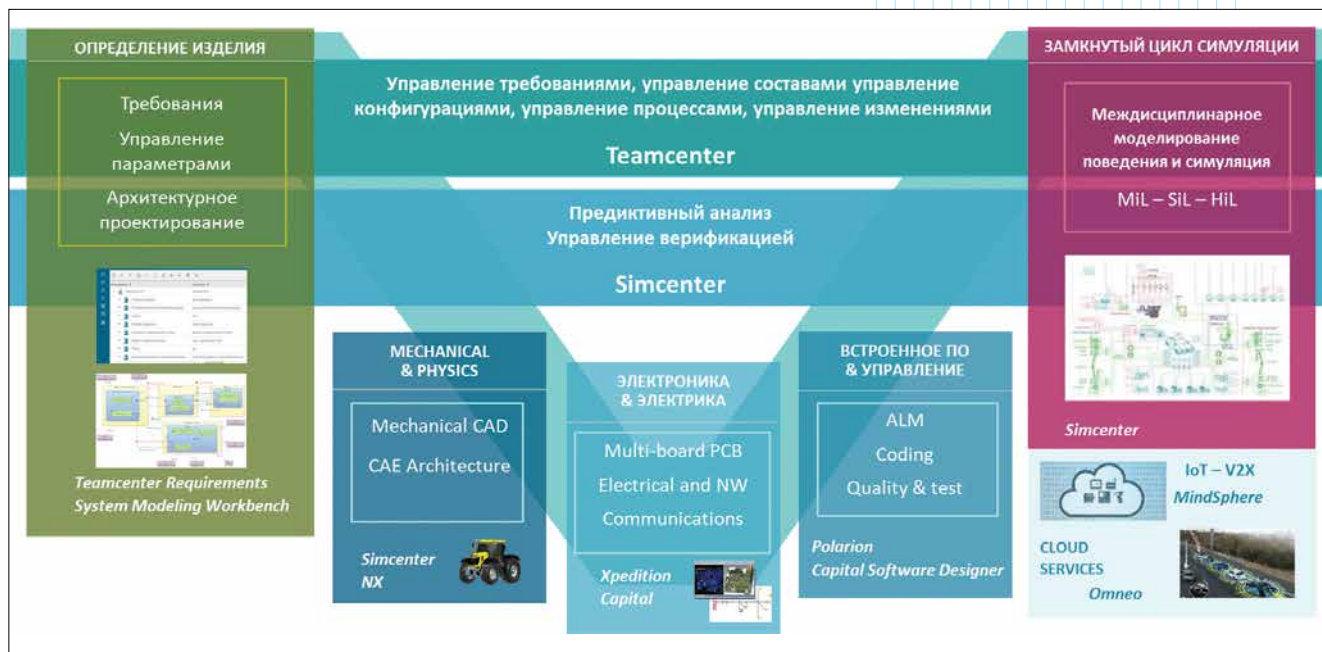 ОПРЕДЕЛЕНИЕ ИЗДЕЛИЯ
Требования
Управление
параметрами
Архитектурное
проектирование
Teamcenter Requirements
System Modeling Workbench
Управление требованиями, управление составами управление
конфигурациями, управление процессами, управление изменениями
Teamcenter
Предиктивный анализ
Управление верификацией
Simcenter
MECHANICAL
& PHYSICS
Mechanical CAD
CAE Architecture
Simcenter
NX
ЭЛЕКТРОНИКА
& ЭЛЕКТРИКА
Multi-board PCB
Electrical and NW
Communications
Xpedition
Capital
ВСТРОЕННОЕ ПО
& УПРАВЛЕНИЕ
ALM
Coding
Quality & test
Polarion
Capital Software Designer
ЗАМКНУТЫЙ ЦИКЛ СИМУЛЯЦИИ
Междисциплинарное
моделирование
поведения и симуляция
MiL – SiL – HiL
Simcenter
IoT – V2X
MindSphere
CLOUD
SERVICES
Omneo